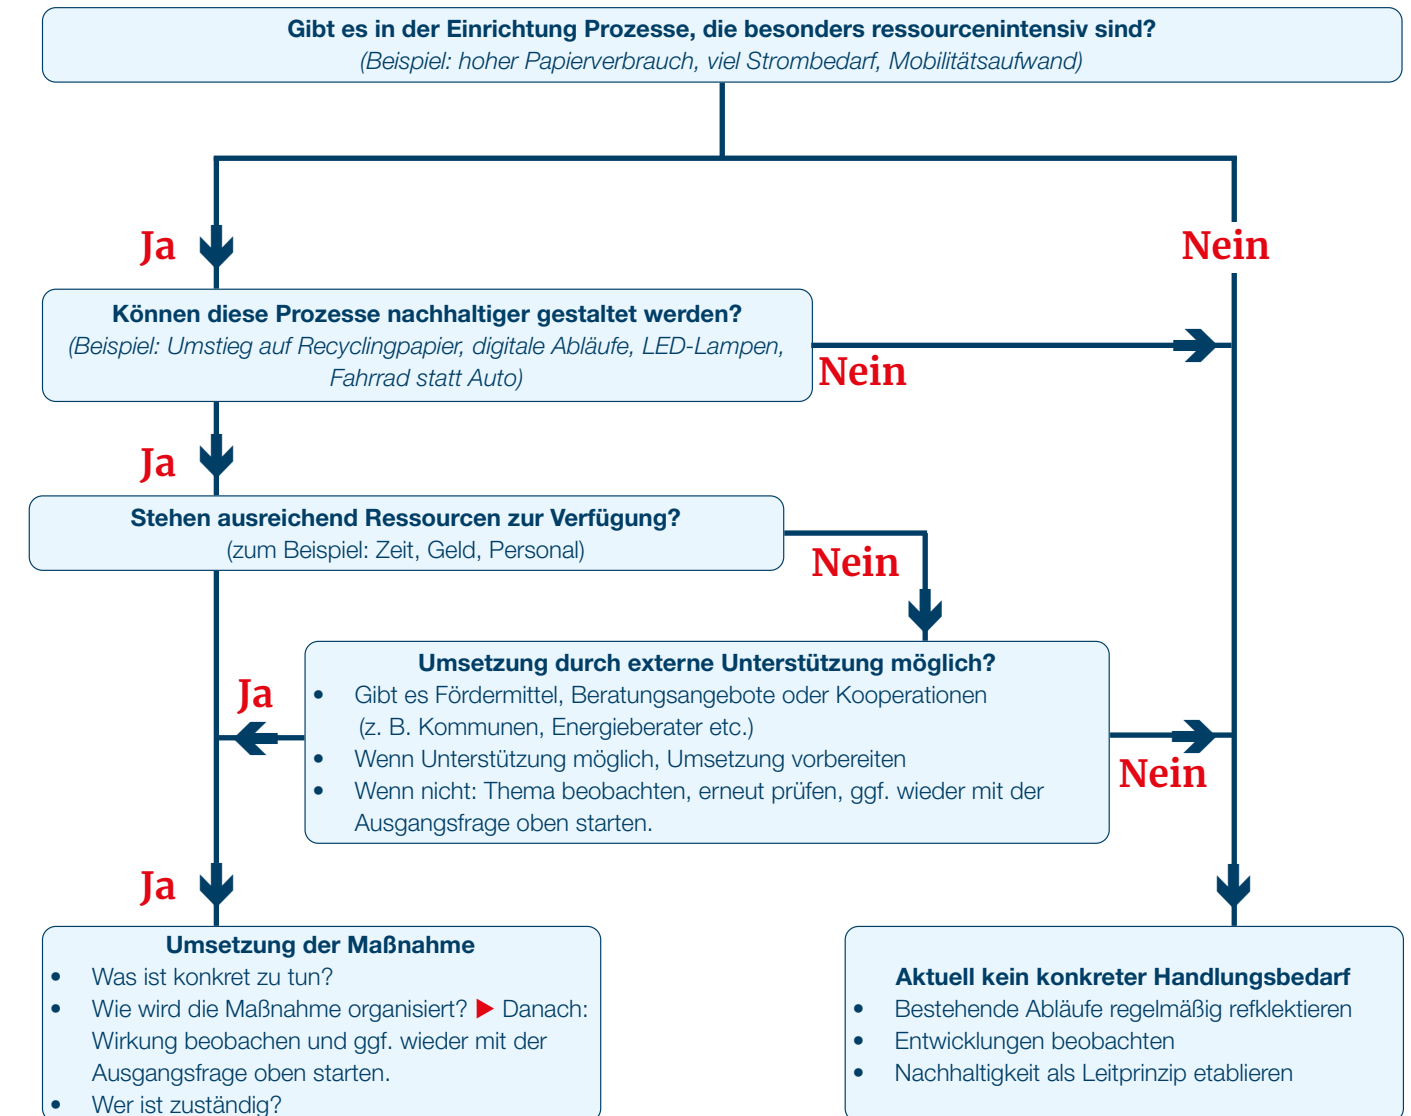 Gibt es in der Einrichtung Prozesse, die besonders ressourcenintensiv sind?
(Beispiel: hoher Papierverbrauch, viel Strombedarf, Mobilitätsaufwand)
Ja
Nein
Können diese Prozesse nachhaltiger gestaltet werden?
(Beispiel: Umstieg auf Recyclingpapier, digitale Abläufe, LED-Lampen,
Fahrrad statt Auto)
Nein
Ja
Stehen ausreichend Ressourcen zur Verfügung?
(zum Beispiel: Zeit, Geld, Personal)
Nein
Umsetzung durch externe Unterstützung möglich?
• Gibt es Fördermittel, Beratungsangebote oder Kooperationen
(z. B. Kommunen, Energieberater etc.)
• Wenn Unterstützung möglich, Umsetzung vorbereiten
• Wenn nicht: Thema beobachten, erneut prüfen, ggf. wieder mit der
Ausgangsfrage oben starten.
Ja
Nein
Ja
Umsetzung der Maßnahme
• Was ist konkret zu tun?
• Wie wird die Maßnahme organisiert? ▶ Danach:
Wirkung beobachen und ggf. wieder mit der
Ausgangsfrage oben starten.
• Wer ist zuständig?
Aktuell kein konkreter Handlungsbedarf
• Bestehende Abläufe regelmäßig refklektieren
• Entwicklungen beobachten
• Nachhaltigkeit als Leitprinzip etablieren